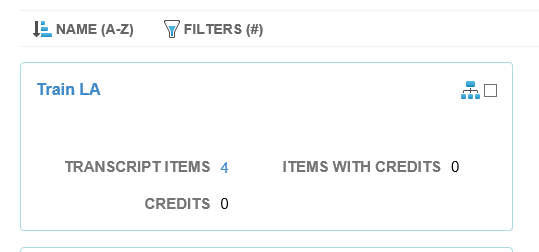 NAME (A-Z) FILTERS (#)
Train LA
TRANSCRIPT ITEMS 4 ITEMS WITH CREDITS 0
CREDITS 0